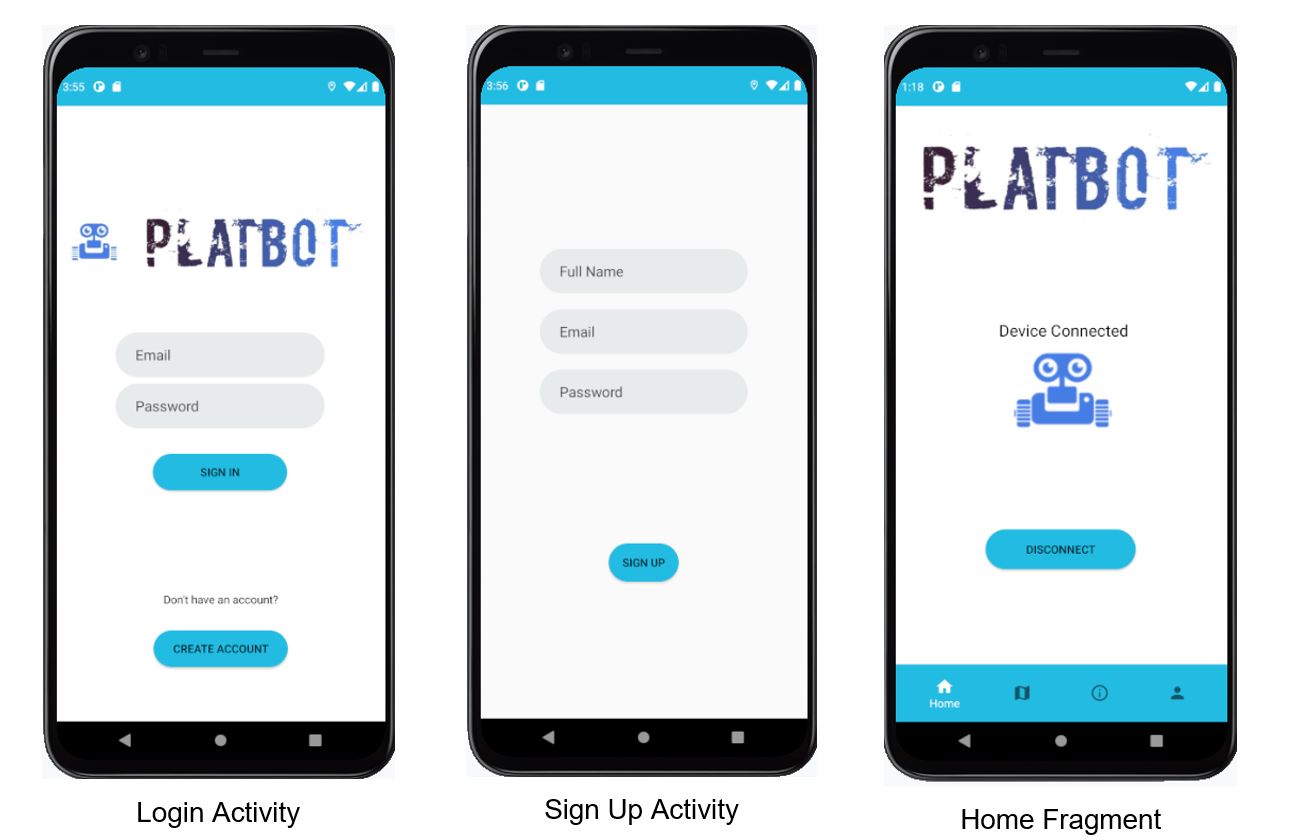 3:55
PLATBOT
Email
Password
SIGN IN
Don't have an account?
CREATE ACCOUNT
Login Activity
3:56
Full Name
Email
Password
SIGN UP
Sign Up Activity
1:18
PLATBOT
Device Connected
DISCONNECT
Home
Home Fragment